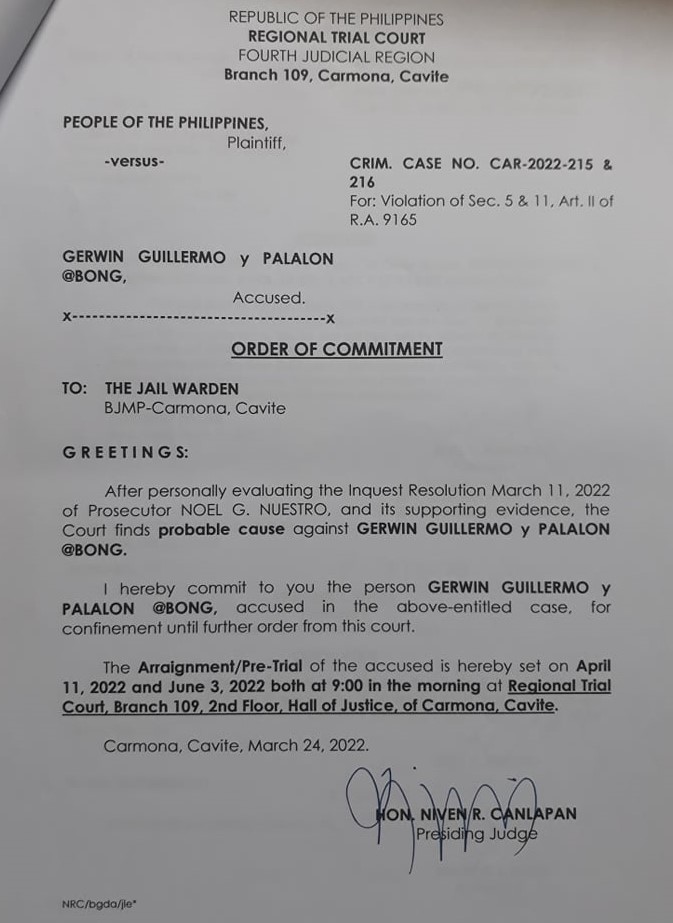 REPUBLIC OF THE PHILIPPINES
REGIONAL TRIAL COURT
FOURTH JUDICIAL REGION
Branch 109, Carmona, Cavite
PEOPLE OF THE PHILIPPINES,
Plaintiff,
-versus-
CRIM. CASE NO. CAR-2022-215 &
216
For: Violation of Sec. 5 & 11, Art. II of
R.A. 9165
GERWIN GUILLERMO y PALALON
@BONG,
Accused.
x-------------------------------------x
ORDER OF COMMITMENT
TO: THE JAIL WARDEN
BJMP-Carmona, Cavite
G R E E T I N G S:
After personally evaluating the Inquest Resolution March 11, 2022
of Prosecutor NOEL G. NUESTRO, and its supporting evidence, the
Court finds probable cause against GERWIN GUILLERMO y PALALON
@BONG.
I hereby commit to you the person GERWIN GUILLERMO y
PALALON @BONG, accused in the above-entitled case, for
confinement until further order from this court.
The Arraignment/Pre-Trial of the accused is hereby set on April
11, 2022 and June 3, 2022 both at 9:00 in the morning at Regional Trial
Court, Branch 109, 2nd Floor, Hall of Justice, of Carmona, Cavite.
Carmona, Cavite, March 24, 2022.
HON. NIVEN R. CANLAPAN
Presiding Judge
NRC/bgda/jle*